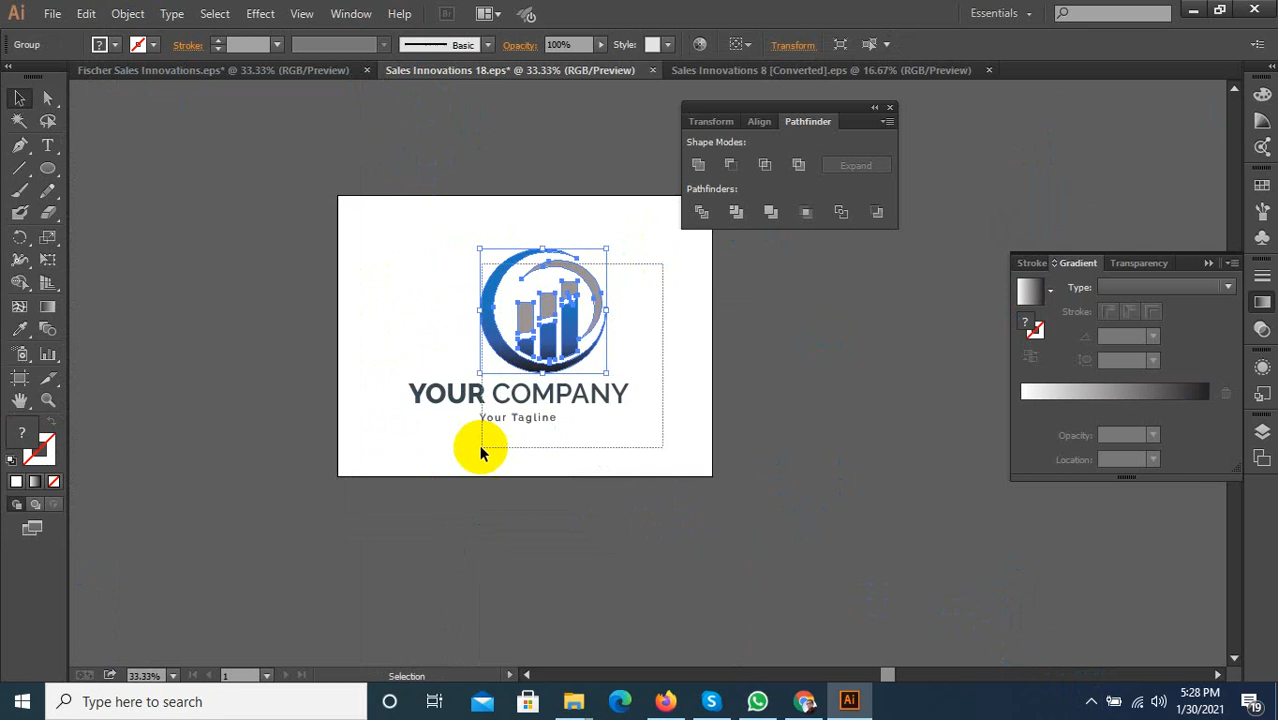 Ai File Edit Object Type Select Effect View Window Help Br Essentials
Group Stroke: Basic Opacity: 100% Style: Transform
Fischer Sales Innovations.eps* @ 33.33% (RGB/Preview) Sales Innovations 18.eps* @ 33.33% (RGB/Preview) Sales Innovations 8 [Converted].eps @ 16.67% (RGB/Preview)
Transform Align Pathfinder
Shape Modes:
Expand
Pathfinders:
Stroke Gradient Transparency
Type:
Stroke:
Opacity:
Location:
YOUR COMPANY
Your Tagline
?
?
33.33% 1 Selection
Type here to search
5:28 PM
1/30/2021
19